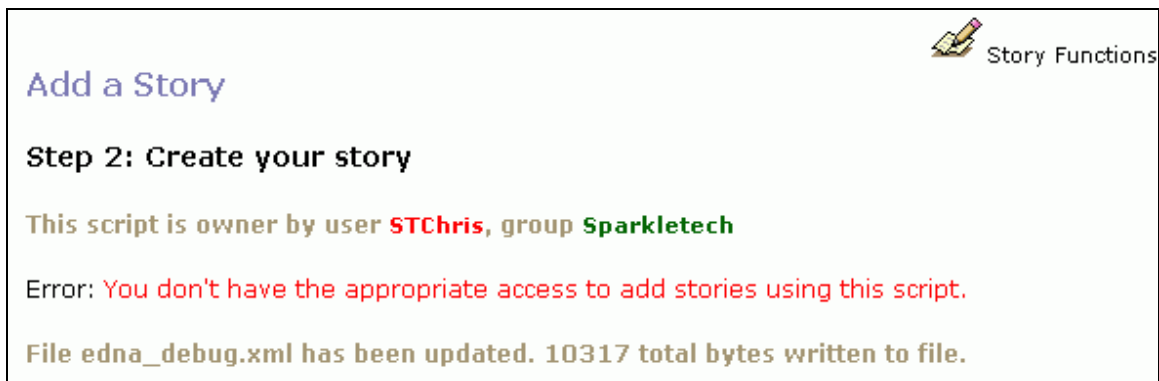 Story Functions
Add a Story
Step 2: Create your story
This script is owner by user STChris, group Sparkletech
Error: You don't have the appropriate access to add stories using this script.
File edna_debug.xml has been updated. 10317 total bytes written to file.